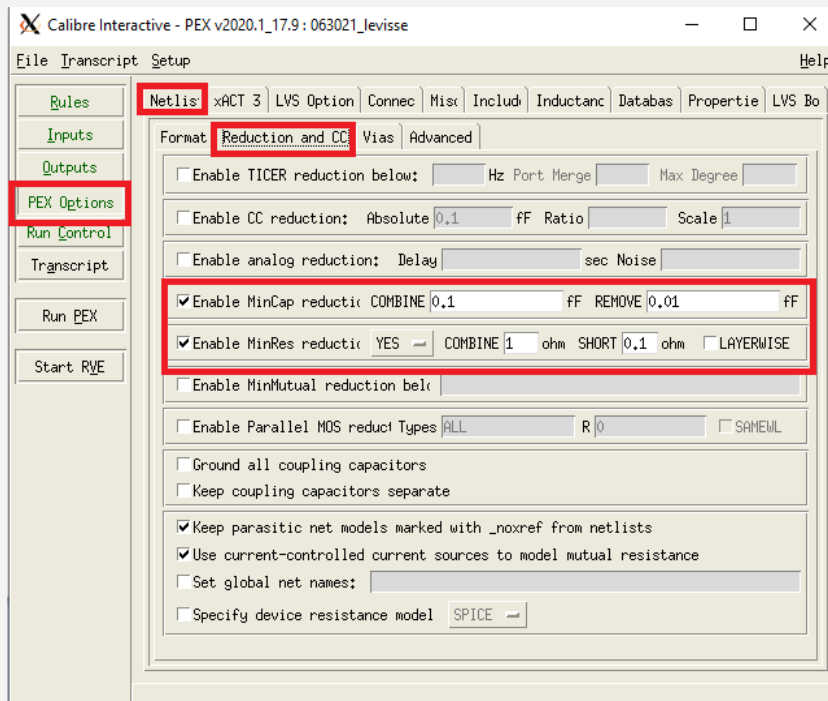 Calibre Interactive - PEX v2020.1_17.9 : 063021_levisse
File Transcript Setup Help
Rules
Inputs
Outputs
PEX Options
Run Control
Transcript
Run PEX
Start RVE
Netlis xACT 3 LVS Option Connec Misc Includ Inductanc Databas Propertie LVS Bo
Format Reduction and CC Vias Advanced
Enable TICER reduction below: Hz Port Merge Max Degree
Enable CC reduction: Absolute 0.1 fF Ratio Scale 1
Enable analog reduction: Delay sec Noise
Enable MinCap reductic COMBINE 0.1 fF REMOVE 0.01 fF
Enable MinRes reductic YES COMBINE 1 ohm SHORT 0.1 ohm LAYERWISE
Enable MinMutual reduction belo
Enable Parallel MOS reduct Types ALL R 0 SAMEWL
Ground all coupling capacitors
Keep coupling capacitors separate
Keep parasitic net models marked with _noxref from netlists
Use current-controlled current sources to model mutual resistance
Set global net names:
Specify device resistance model SPICE